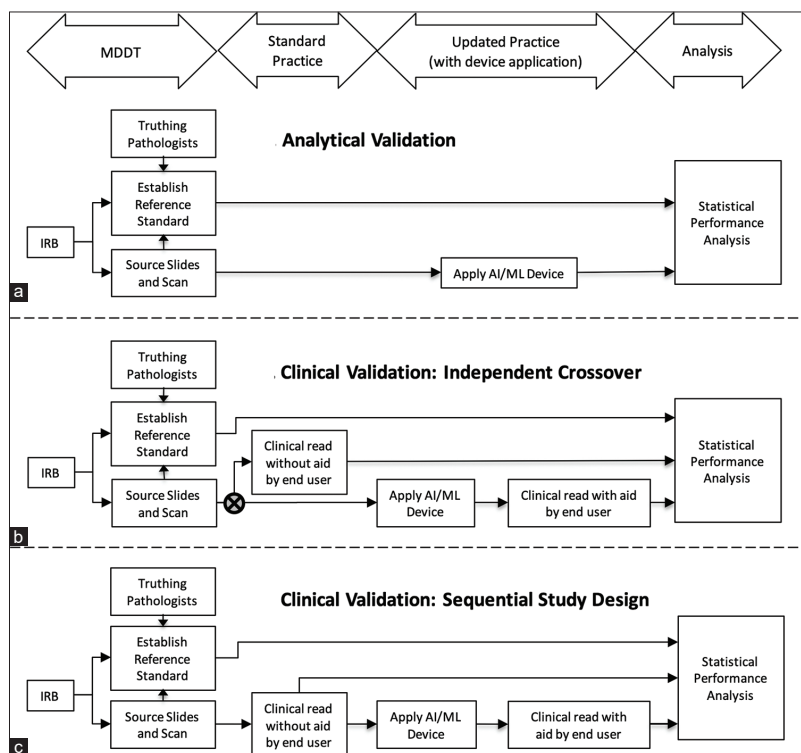 MDDT
Standard
Practice
Updated Practice
(with device application)
Analysis
Analytical Validation
Truthing
Pathologists
Establish
Reference
Standard
IRB
Source Slides
and Scan
Apply AI/ML Device
Statistical
Performance
Analysis
a
Clinical Validation: Independent Crossover
Truthing
Pathologists
Establish
Reference
Standard
IRB
Source Slides
and Scan
Clinical read
without aid
by end user
Apply AI/ML
Device
Clinical read with aid
by end user
Statistical
Performance
Analysis
b
Clinical Validation: Sequential Study Design
Truthing
Pathologists
Establish
Reference
Standard
IRB
Source Slides
and Scan
Clinical read
without aid
by end user
Apply AI/ML
Device
Clinical read with
aid by end user
Statistical
Performance
Analysis
c